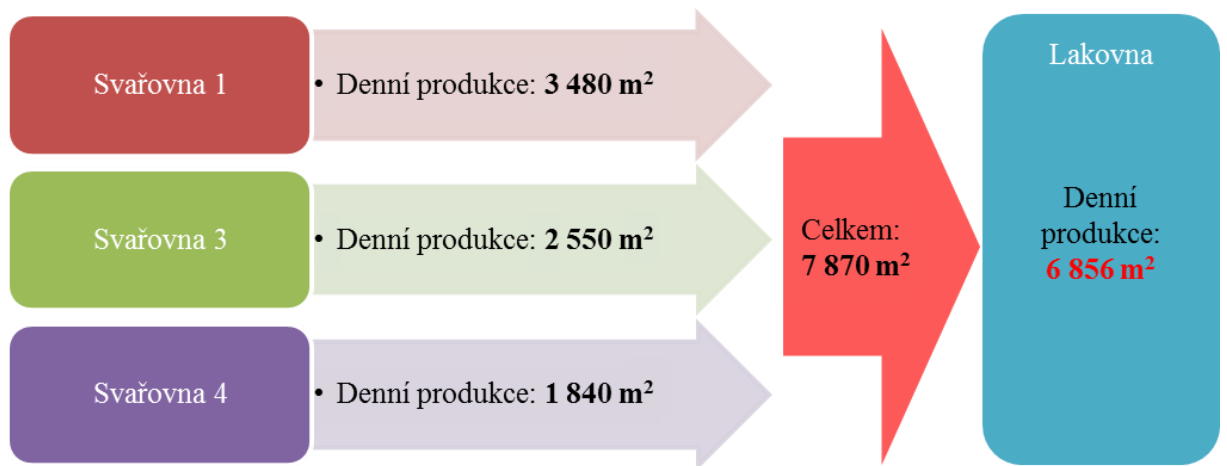 Svařovna 1
• Denní produkce: 3 480 m²
Svařovna 3
• Denní produkce: 2 550 m²
Svařovna 4
• Denní produkce: 1 840 m²
Celkem:
7 870 m²
Lakovna
Denní
produkce:
6 856 m²